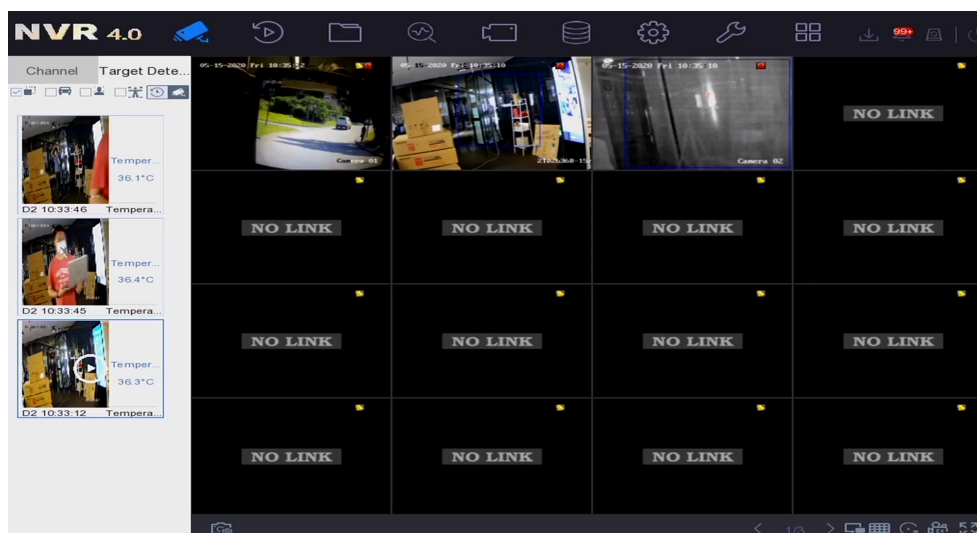 NVR 4.0
99+
Channel Target Dete...
Temper...
36.1°C
D2 10:33:46 Tempera...
Temper...
36.4°C
D2 10:33:45 Tempera...
Temper...
36.3°C
D2 10:33:12 Tempera...
05-15-2020 Fri
Camera 01
05-15-2020 Fri 10:35:10
05-15-2020 Fri 10:35:10
Camera 02
NO LINK
NO LINK NO LINK NO LINK NO LINK
NO LINK NO LINK NO LINK NO LINK
NO LINK NO LINK NO LINK NO LINK
1/3